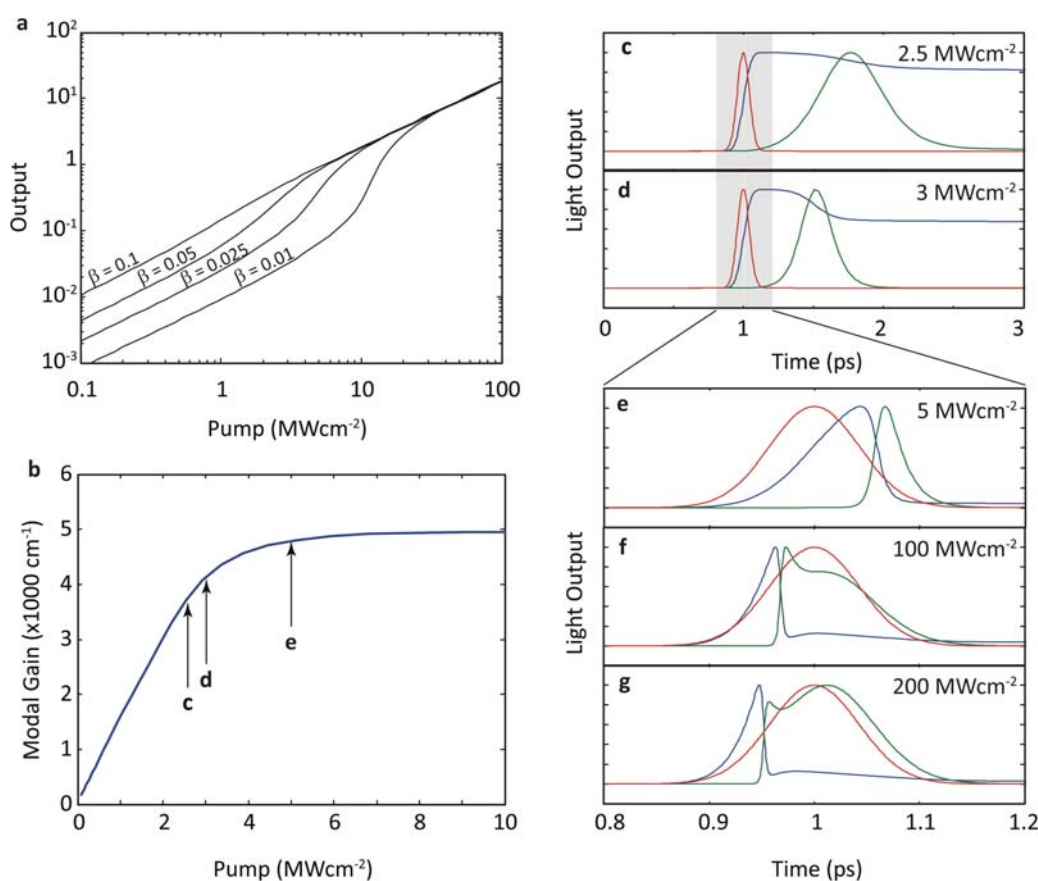 a
10²
10
1
10⁻¹
10⁻²
10⁻³
Output
β = 0.1
β = 0.05
β = 0.025
β = 0.01
0.1 1 10 100
Pump (MWcm⁻²)
b
6
5
4
3
2
1
0
Modal Gain (x1000 cm⁻¹)
c
d
e
0 2 4 6 8 10
Pump (MWcm⁻²)
c
2.5 MWcm⁻²
d
3 MWcm⁻²
Light Output
0 1 2 3
Time (ps)
e
5 MWcm⁻²
f
100 MWcm⁻²
g
200 MWcm⁻²
Light Output
0.8 0.9 1 1.1 1.2
Time (ps)